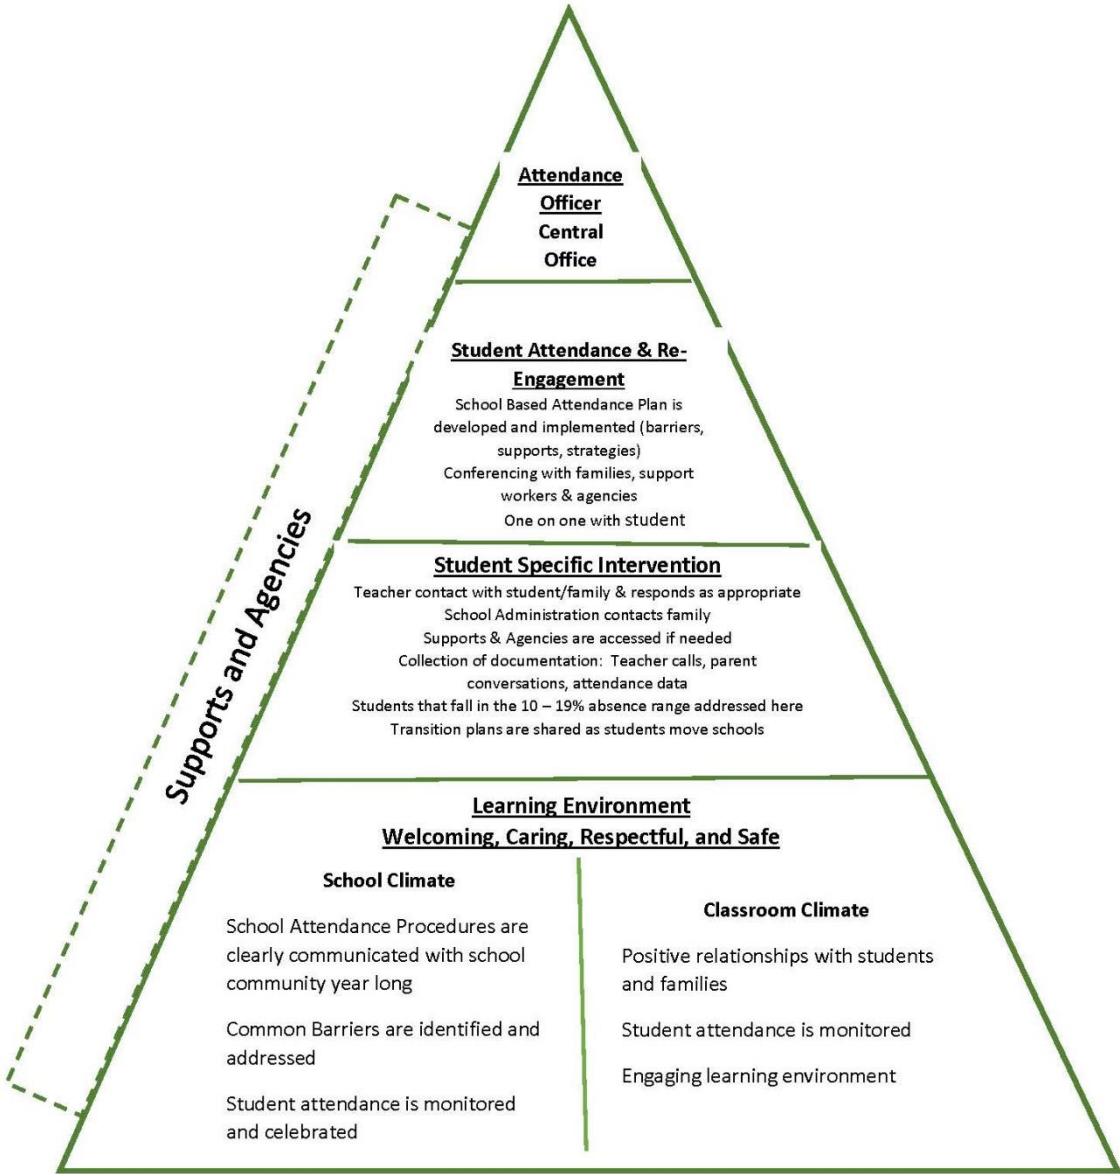 Attendance
Officer
Central
Office
Student Attendance & Re-
Engagement
School Based Attendance Plan is
developed and implemented (barriers,
supports, strategies)
Conferencing with families, support
workers & agencies
One on one with student
Supports and Agencies
Student Specific Intervention
Teacher contact with student/family & responds as appropriate
School Administration contacts family
Supports & Agencies are accessed if needed
Collection of documentation: Teacher calls, parent
conversations, attendance data
Students that fall in the 10 – 19% absence range addressed here
Transition plans are shared as students move schools
Learning Environment
Welcoming, Caring, Respectful, and Safe
School Climate
School Attendance Procedures are
clearly communicated with school
community year long
Common Barriers are identified and
addressed
Student attendance is monitored
and celebrated
Classroom Climate
Positive relationships with students
and families
Student attendance is monitored
Engaging learning environment